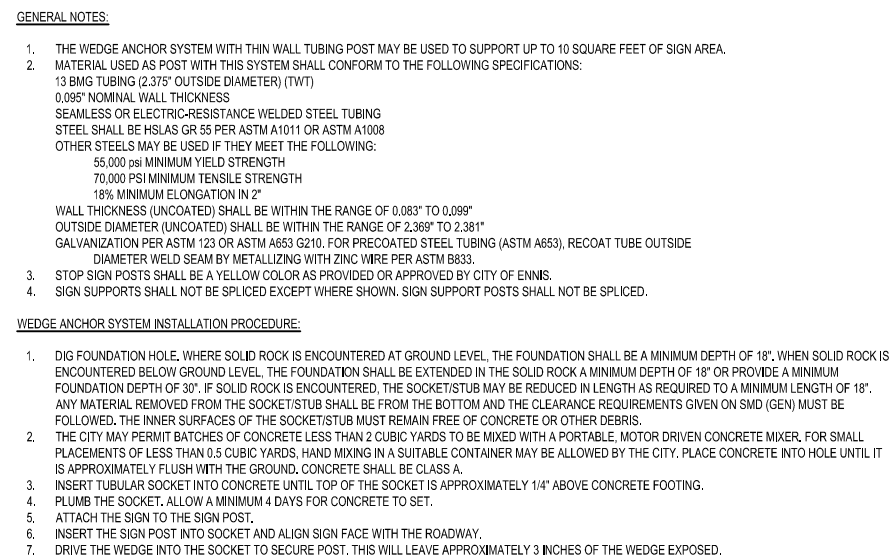 GENERAL NOTES:
1. THE WEDGE ANCHOR SYSTEM WITH THIN WALL TUBING POST MAY BE USED TO SUPPORT UP TO 10 SQUARE FEET OF SIGN AREA.
2. MATERIAL USED AS POST WITH THIS SYSTEM SHALL CONFORM TO THE FOLLOWING SPECIFICATIONS:
13 BMG TUBING (2.375" OUTSIDE DIAMETER) (TWT)
0.095" NOMINAL WALL THICKNESS
SEAMLESS OR ELECTRIC-RESISTANCE WELDED STEEL TUBING
STEEL SHALL BE HSLAS GR 55 PER ASTM A1011 OR ASTM A1008
OTHER STEELS MAY BE USED IF THEY MEET THE FOLLOWING:
55,000 psi MINIMUM YIELD STRENGTH
70,000 PSI MINIMUM TENSILE STRENGTH
18% MINIMUM ELONGATION IN 2"
WALL THICKNESS (UNCOATED) SHALL BE WITHIN THE RANGE OF 0.083" TO 0.099"
OUTSIDE DIAMETER (UNCOATED) SHALL BE WITHIN THE RANGE OF 2.369" TO 2.381"
GALVANIZATION PER ASTM 123 OR ASTM A653 G210. FOR PRECOATED STEEL TUBING (ASTM A653), RECOAT TUBE OUTSIDE
DIAMETER WELD SEAM BY METALLIZING WITH ZINC WIRE PER ASTM B833.
3. STOP SIGN POSTS SHALL BE A YELLOW COLOR AS PROVIDED OR APPROVED BY CITY OF ENNIS.
4. SIGN SUPPORTS SHALL NOT BE SPLICED EXCEPT WHERE SHOWN. SIGN SUPPORT POSTS SHALL NOT BE SPLICED.
WEDGE ANCHOR SYSTEM INSTALLATION PROCEDURE:
1. DIG FOUNDATION HOLE. WHERE SOLID ROCK IS ENCOUNTERED AT GROUND LEVEL, THE FOUNDATION SHALL BE A MINIMUM DEPTH OF 18". WHEN SOLID ROCK IS
ENCOUNTERED BELOW GROUND LEVEL, THE FOUNDATION SHALL BE EXTENDED IN THE SOLID ROCK A MINIMUM DEPTH OF 18" OR PROVIDE A MINIMUM
FOUNDATION DEPTH OF 30". IF SOLID ROCK IS ENCOUNTERED, THE SOCKET/STUB MAY BE REDUCED IN LENGTH AS REQUIRED TO A MINIMUM LENGTH OF 18".
ANY MATERIAL REMOVED FROM THE SOCKET/STUB SHALL BE FROM THE BOTTOM AND THE CLEARANCE REQUIREMENTS GIVEN ON SMD (GEN) MUST BE
FOLLOWED. THE INNER SURFACES OF THE SOCKET/STUB MUST REMAIN FREE OF CONCRETE OR OTHER DEBRIS.
2. THE CITY MAY PERMIT BATCHES OF CONCRETE LESS THAN 2 CUBIC YARDS TO BE MIXED WITH A PORTABLE, MOTOR DRIVEN CONCRETE MIXER. FOR SMALL
PLACEMENTS OF LESS THAN 0.5 CUBIC YARDS, HAND MIXING IN A SUITABLE CONTAINER MAY BE ALLOWED BY THE CITY. PLACE CONCRETE INTO HOLE UNTIL IT
IS APPROXIMATELY FLUSH WITH THE GROUND. CONCRETE SHALL BE CLASS A.
3. INSERT TUBULAR SOCKET INTO CONCRETE UNTIL TOP OF THE SOCKET IS APPROXIMATELY 1/4" ABOVE CONCRETE FOOTING.
4. PLUMB THE SOCKET. ALLOW A MINIMUM 4 DAYS FOR CONCRETE TO SET.
5. ATTACH THE SIGN TO THE SIGN POST.
6. INSERT THE SIGN POST INTO SOCKET AND ALIGN SIGN FACE WITH THE ROADWAY.
7. DRIVE THE WEDGE INTO THE SOCKET TO SECURE POST. THIS WILL LEAVE APPROXIMATELY 3 INCHES OF THE WEDGE EXPOSED.